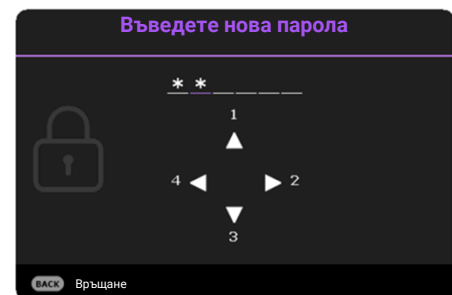 Въведете нова парола
* * _ _ _ _
1
4 ◀ ▶ 2
3
BACK Връщане